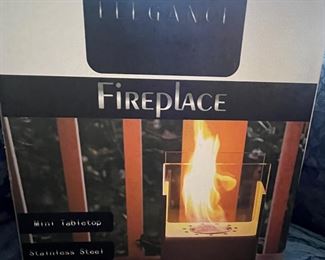 ELEGANCE
FIREPLACE
Mini Tabletop
Stainless Steel